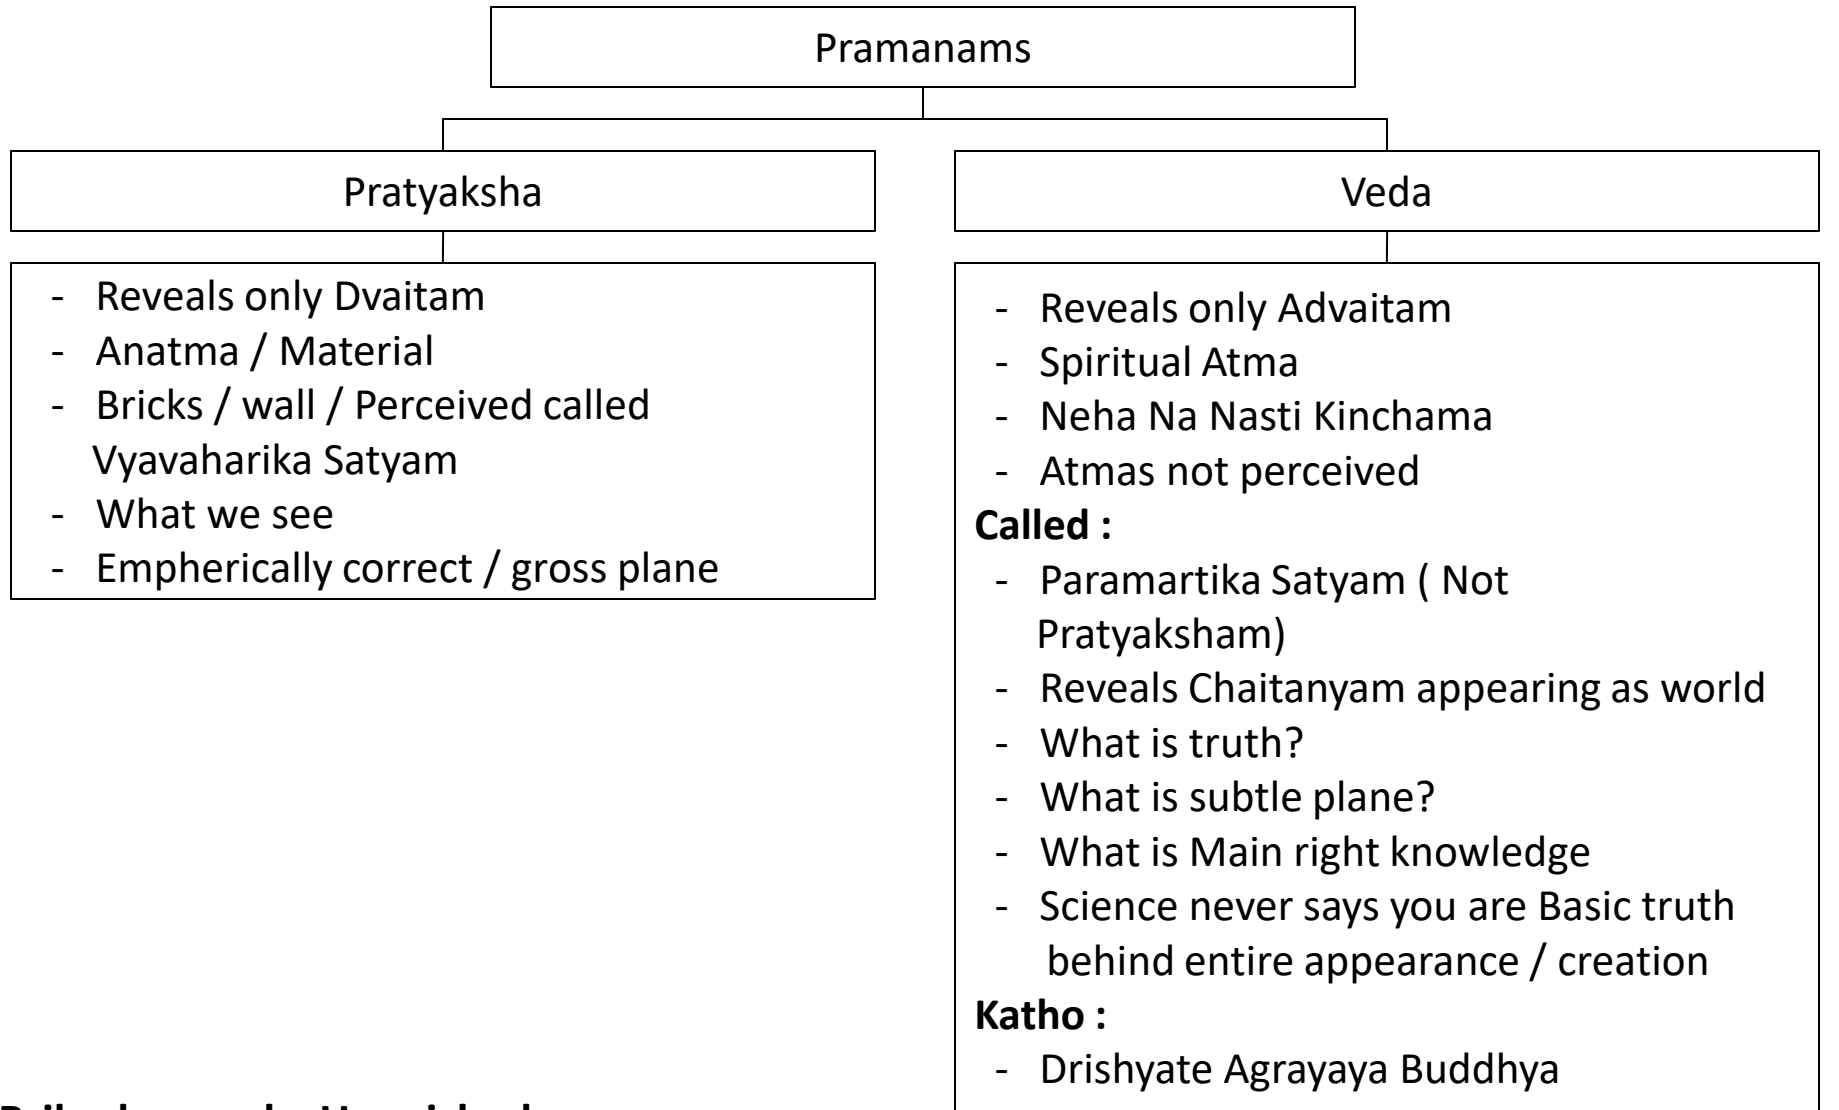 Pramanams
Pratyaksha
- Reveals only Dvaitam
- Anatma / Material
- Bricks / wall / Perceived called
Vyavaharika Satyam
- What we see
- Empherically correct / gross plane
Veda
- Reveals only Advaitam
- Spiritual Atma
- Neha Na Nasti Kinchama
- Atmas not perceived
Called :
- Paramartika Satyam ( Not
Pratyaksham)
- Reveals Chaitanyam appearing as world
- What is truth?
- What is subtle plane?
- What is Main right knowledge
- Science never says you are Basic truth
behind entire appearance / creation
Katho :
- Drishyate Agrayaya Buddhya